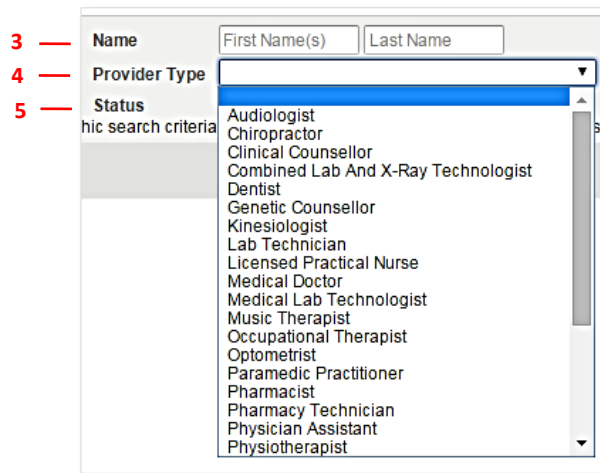 3 Name First Name(s) Last Name
4 Provider Type
5 Status
hic search criteria
Audiologist
Chiropractor
Clinical Counsellor
Combined Lab And X-Ray Technologist
Dentist
Genetic Counsellor
Kinesiologist
Lab Technician
Licensed Practical Nurse
Medical Doctor
Medical Lab Technologist
Music Therapist
Occupational Therapist
Optometrist
Paramedic Practitioner
Pharmacist
Pharmacy Technician
Physician Assistant
Physiotherapist